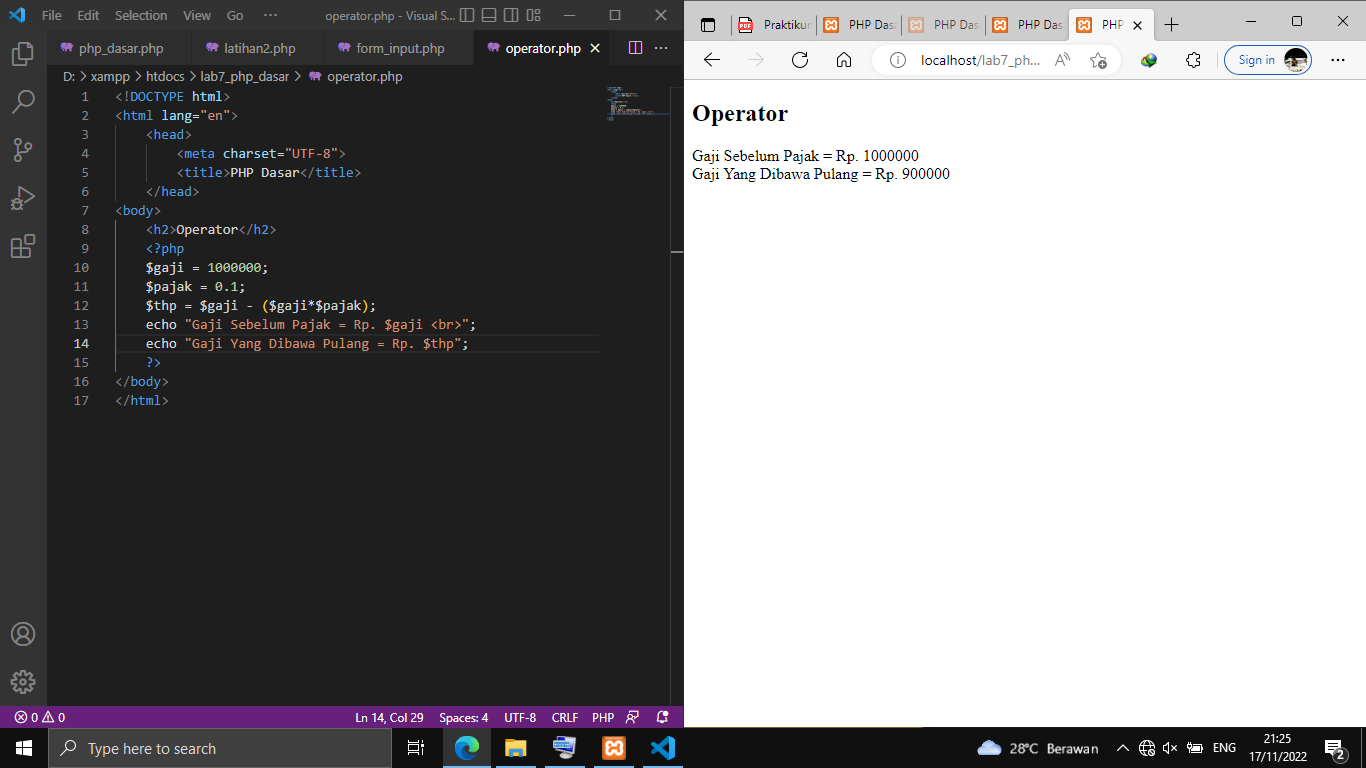 File Edit Selection View Go ··· operator.php - Visual S...
php_dasar.php latihan2.php form_input.php operator.php
D: > xampp > htdocs > lab7_php_dasar > operator.php
1 <!DOCTYPE html>
2 <html lang="en">
3 <head>
4 <meta charset="UTF-8">
5 <title>PHP Dasar</title>
6 </head>
7 <body>
8 <h2>Operator</h2>
9 <?php
10 $gaji = 1000000;
11 $pajak = 0.1;
12 $thp = $gaji - ($gaji*$pajak);
13 echo "Gaji Sebelum Pajak = Rp. $gaji <br>";
14 echo "Gaji Yang Dibawa Pulang = Rp. $thp";
15 ?>
16 </body>
17 </html>
0 0 Ln 14, Col 29 Spaces: 4 UTF-8 CRLF PHP
PDF Praktikur PHP Das PHP Das PHP Das PHP
localhost/lab7_ph... A Sign in
Operator
Gaji Sebelum Pajak = Rp. 1000000
Gaji Yang Dibawa Pulang = Rp. 900000
Type here to search
28°C Berawan ENG 21:25
17/11/2022 2